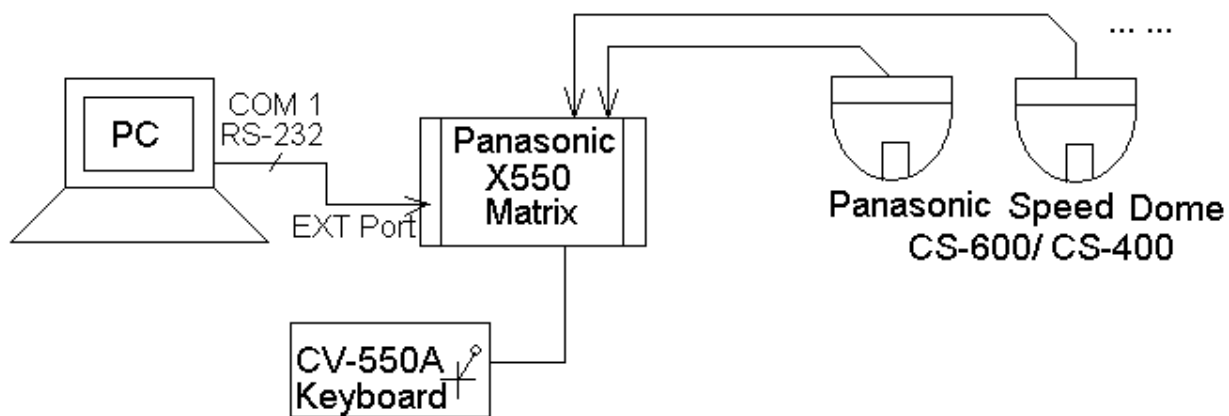 ... ...
COM 1
RS-232
PC
Panasonic
X550
Matrix
EXT Port
Panasonic Speed Dome
CS-600/ CS-400
CV-550A
Keyboard